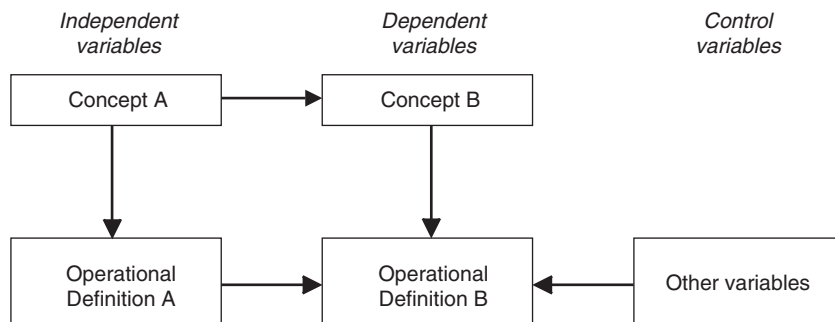 Independent
variables
Dependent
variables
Control
variables
Concept A
Concept B
Operational
Definition A
Operational
Definition B
Other variables